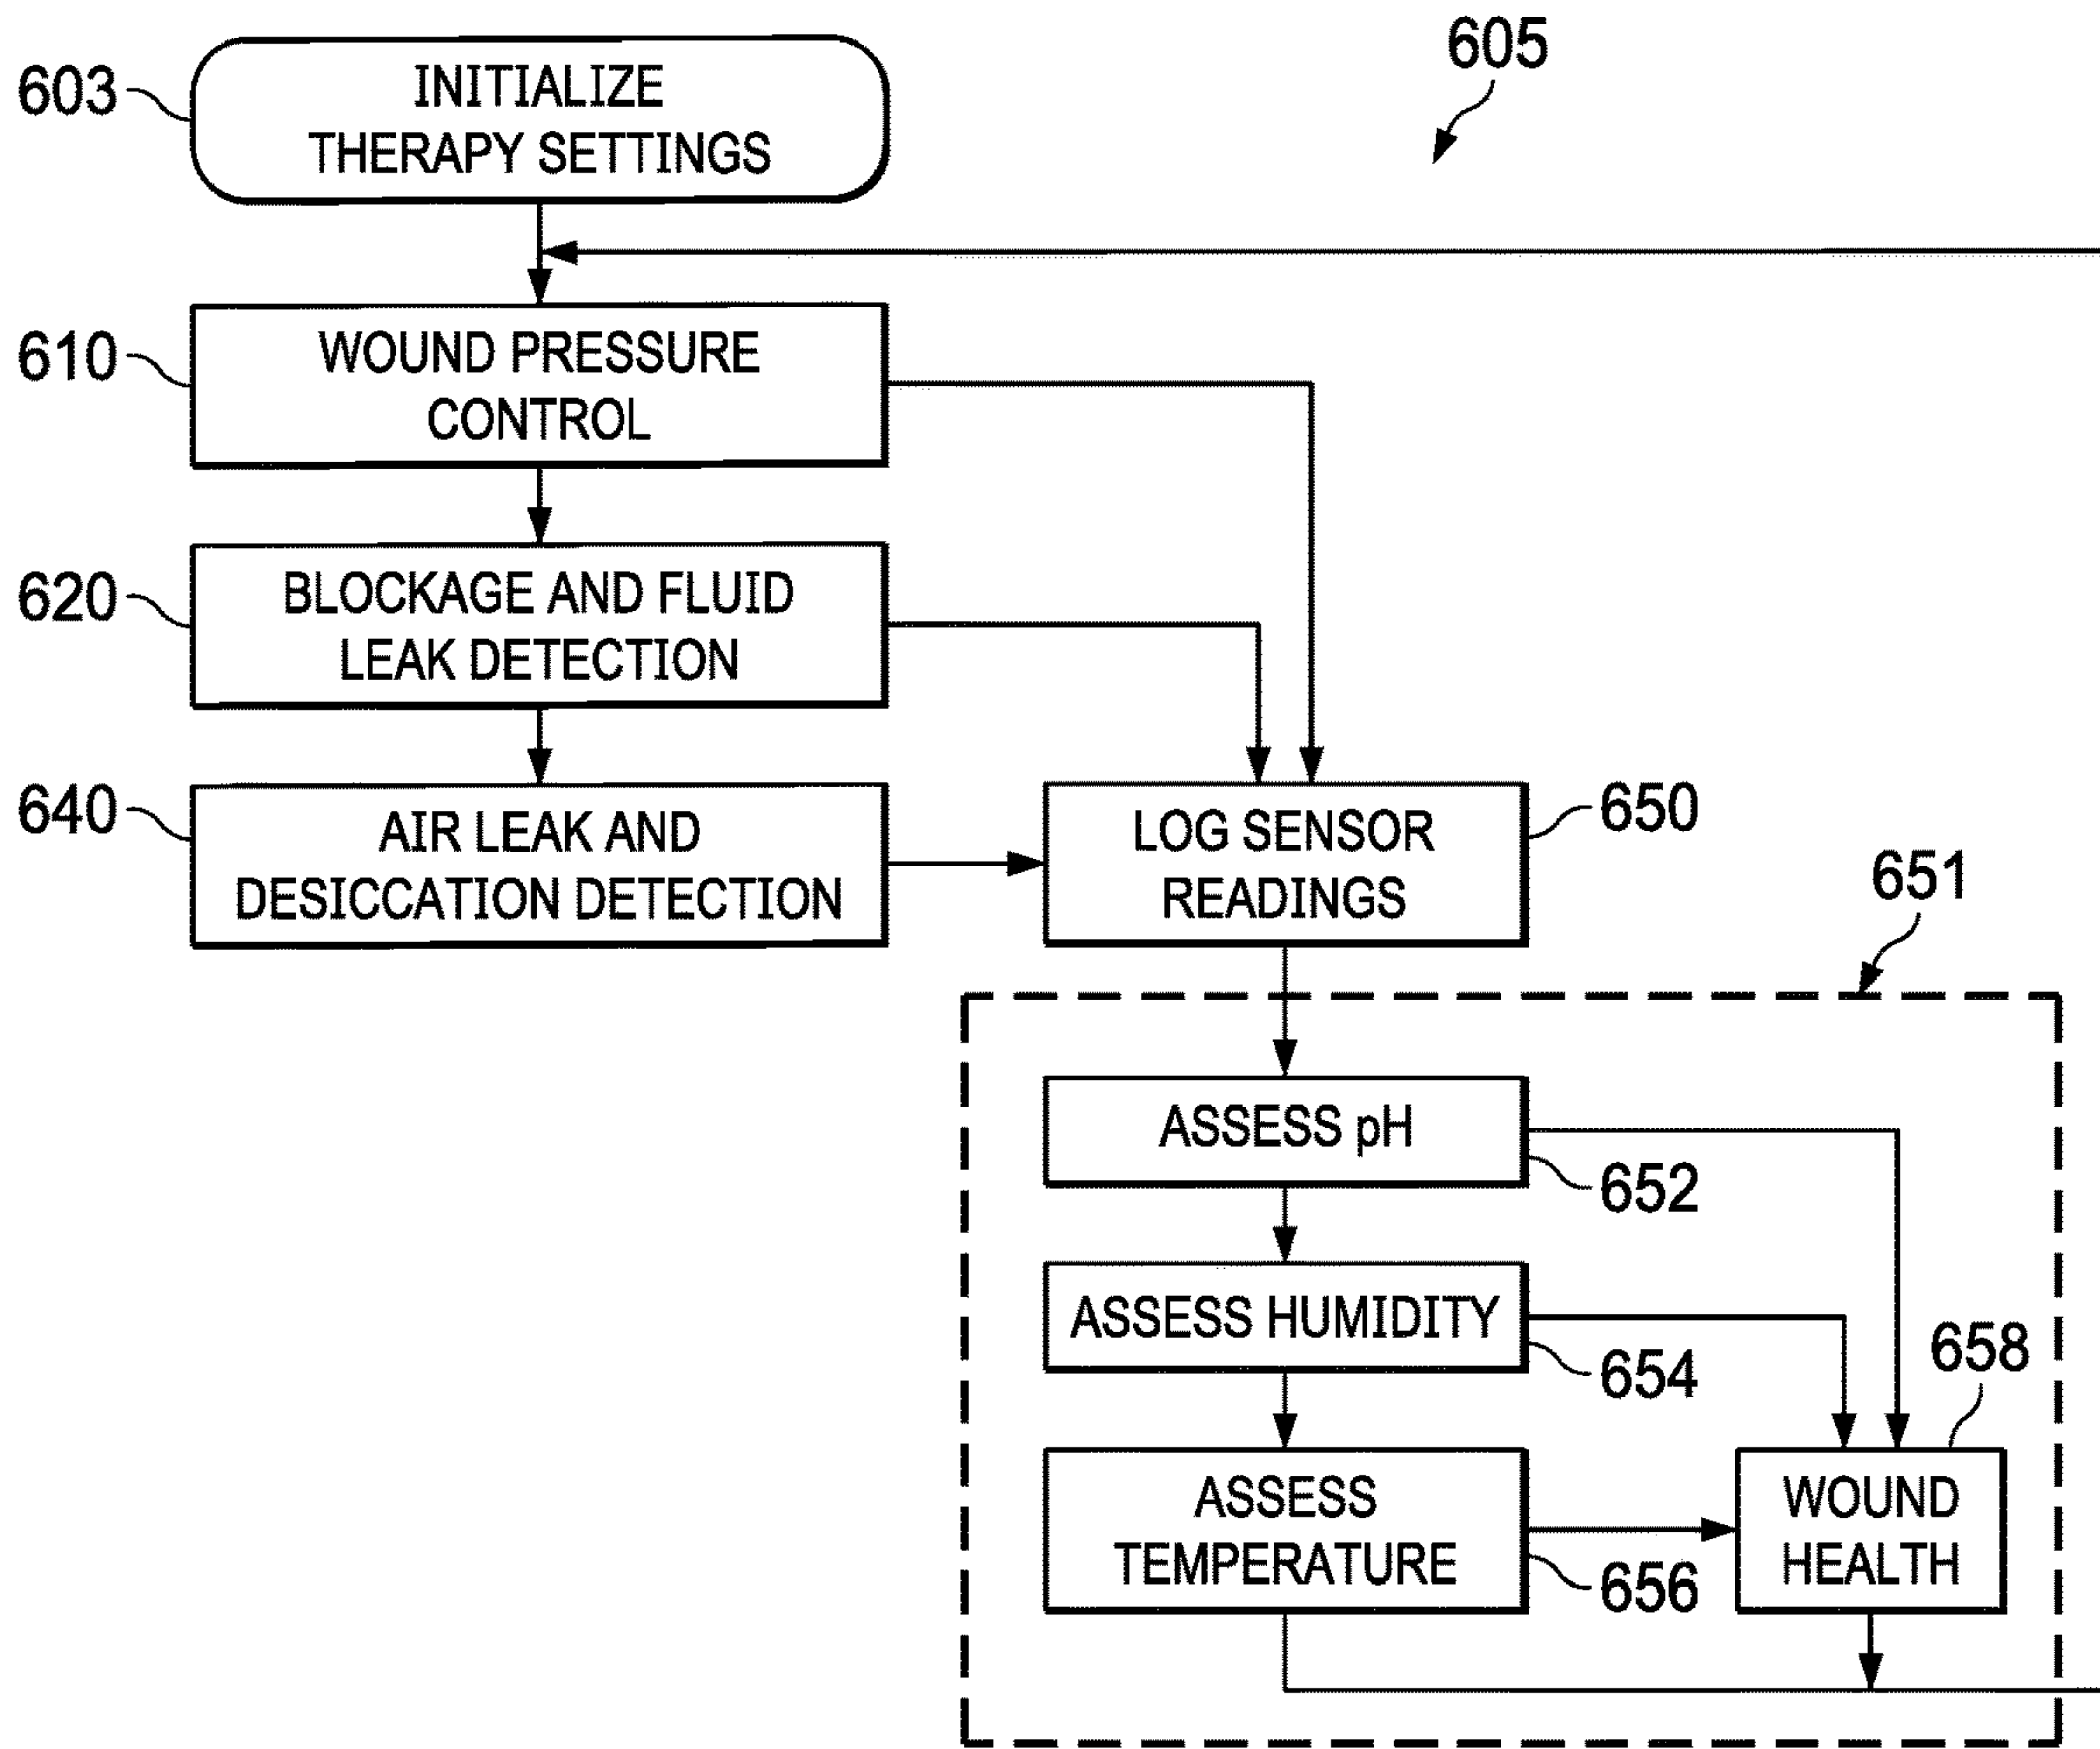 605
603
INITIALIZE
THERAPY SETTINGS
610
WOUND PRESSURE
CONTROL
620
BLOCKAGE AND FLUID
LEAK DETECTION
640
AIR LEAK AND
DESICCATION DETECTION
LOG SENSOR
READINGS
650
651
ASSESS pH
652
ASSESS HUMIDITY
654
658
ASSESS
TEMPERATURE
656
WOUND
HEALTH